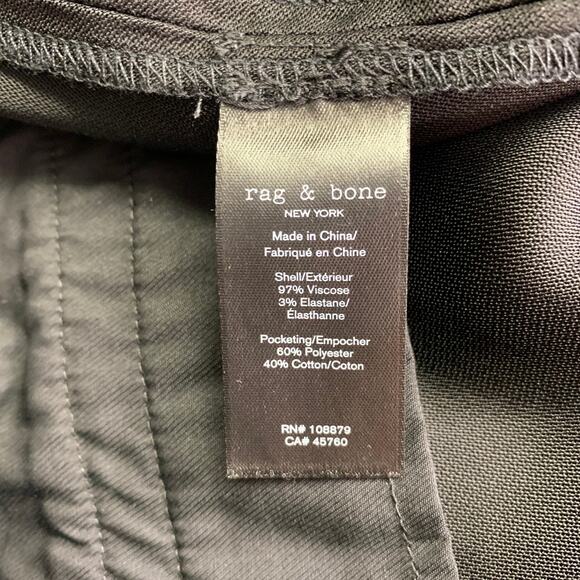 rag & bone
NEW YORK
Made in China/
Fabriqué en Chine
Shell/Extérieur
97% Viscose
3% Elastane/
Élasthanne
Pocketing/Empocher
60% Polyester
40% Cotton/Coton
RN# 108879
CA# 45760